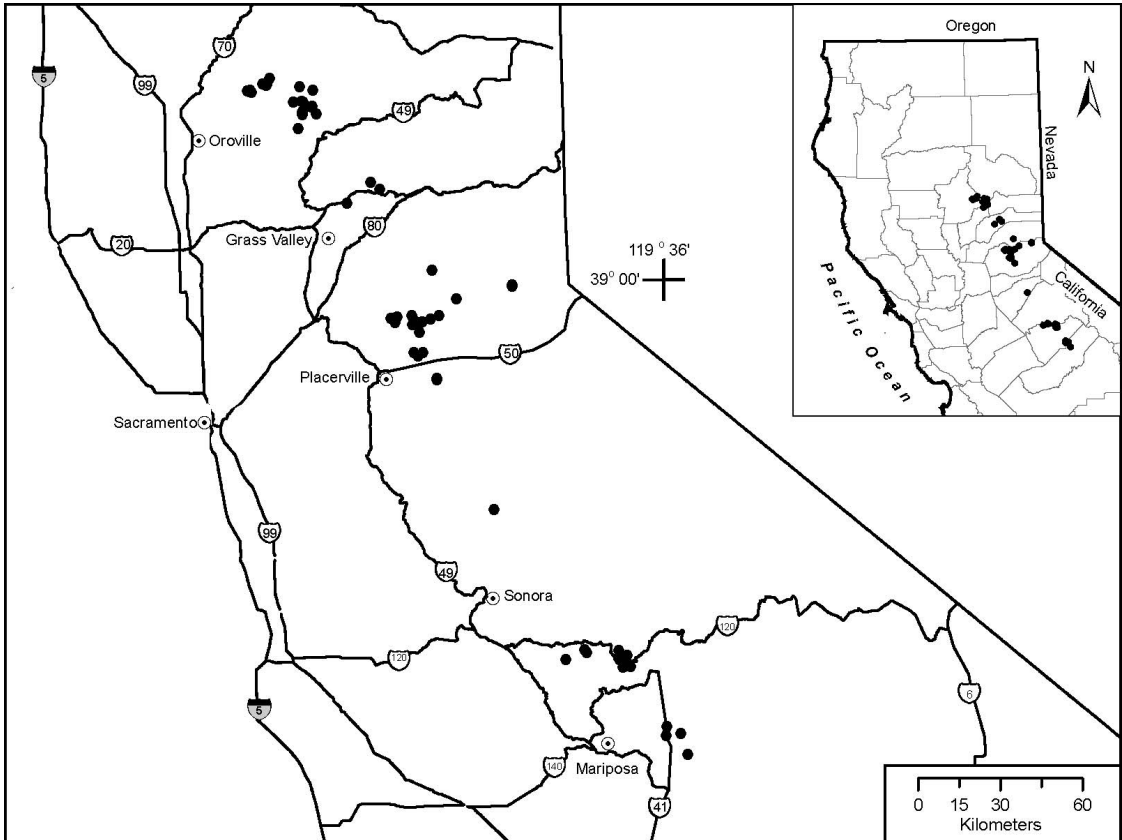 70
5
99
49
Oroville
20
Grass Valley
80
119 ° 36'
39° 00'
50
Placerville
Sacramento
99
49
Sonora
120
120
5
6
Mariposa
140
41
Oregon
N
Nevada
California
Pacific Ocean
0 15 30 60
Kilometers